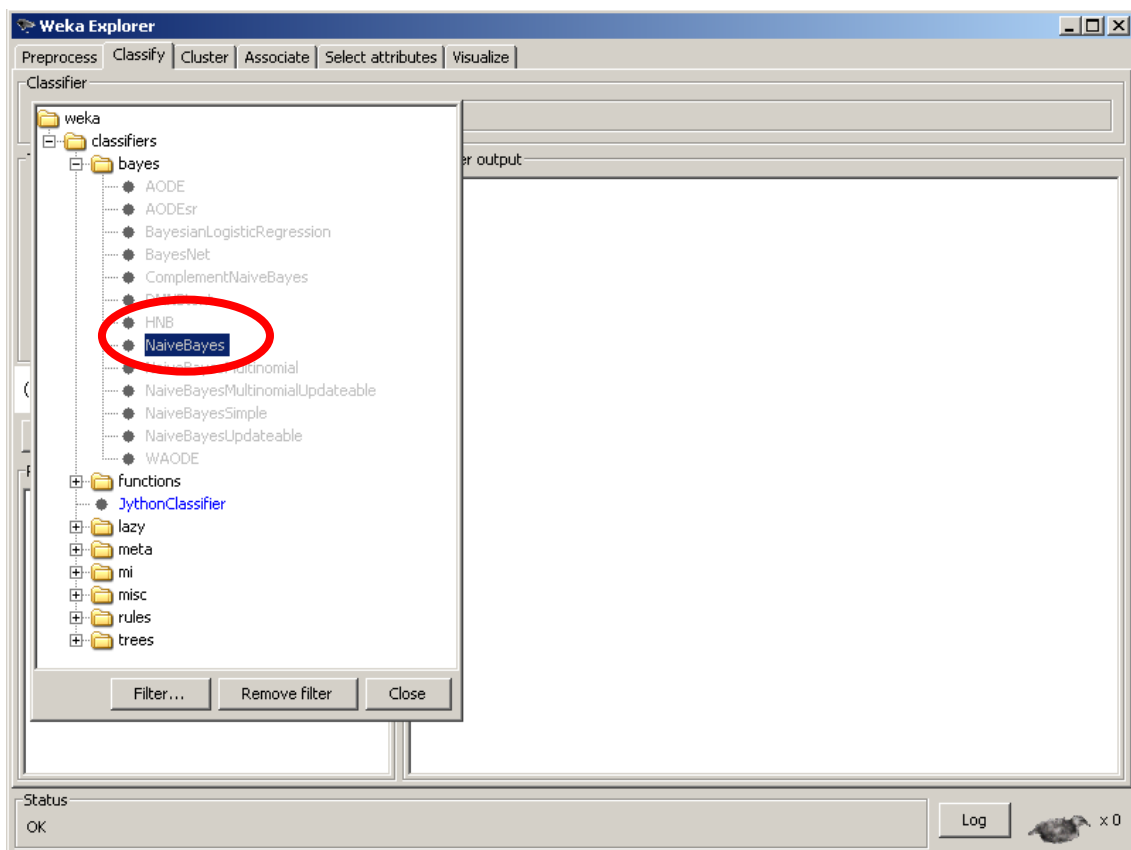 Weka Explorer
Preprocess Classify Cluster Associate Select attributes Visualize
Classifier
weka
classifiers
bayes
AODE
AODEsr
BayesianLogisticRegression
BayesNet
ComplementNaiveBayes
HNB
NaiveBayes
NaiveBayesMultinomial
NaiveBayesMultinomialUpdateable
NaiveBayesSimple
NaiveBayesUpdateable
WAODE
functions
JythonClassifier
lazy
meta
mi
misc
rules
trees
Filter... Remove filter Close
er output
Status
OK
Log x 0